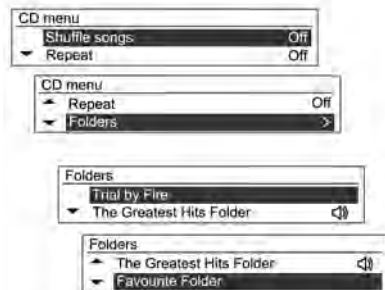 CD menu
Shuffle songs Off
Repeat Off
CD menu
Repeat Off
Folders >
Folders
Trial by Fire
The Greatest Hits Folder
Folders
The Greatest Hits Folder
Favourite Folder